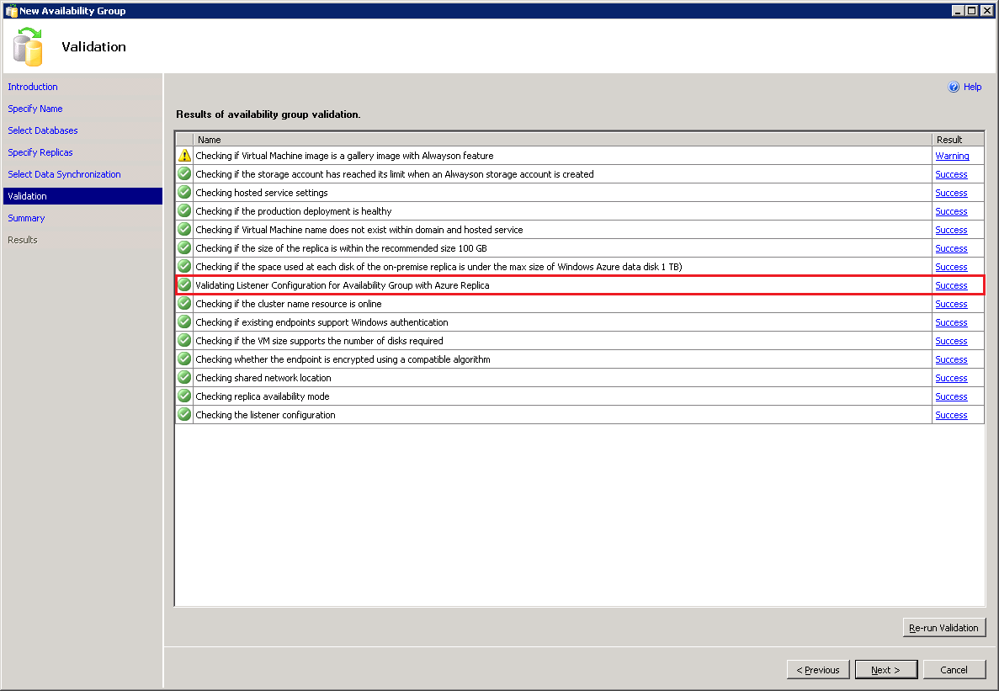 New Availability Group
Validation
Introduction
Specify Name
Select Databases
Specify Replicas
Select Data Synchronization
Validation
Summary
Results
Help
Results of availability group validation.
Name Result
Checking if Virtual Machine image is a gallery image with Alwayson feature Warning
Checking if the storage account has reached its limit when an Alwayson storage account is created Success
Checking hosted service settings Success
Checking if the production deployment is healthy Success
Checking if Virtual Machine name does not exist within domain and hosted service Success
Checking if the size of the replica is within the recommended size 100 GB Success
Checking if the space used at each disk of the on-premise replica is under the max size of Windows Azure data disk 1 TB) Success
Validating Listener Configuration for Availability Group with Azure Replica Success
Checking if the cluster name resource is online Success
Checking if existing endpoints support Windows authentication Success
Checking if the VM size supports the number of disks required Success
Checking whether the endpoint is encrypted using a compatible algorithm Success
Checking shared network location Success
Checking replica availability mode Success
Checking the listener configuration Success
Re-run Validation
< Previous Next > Cancel